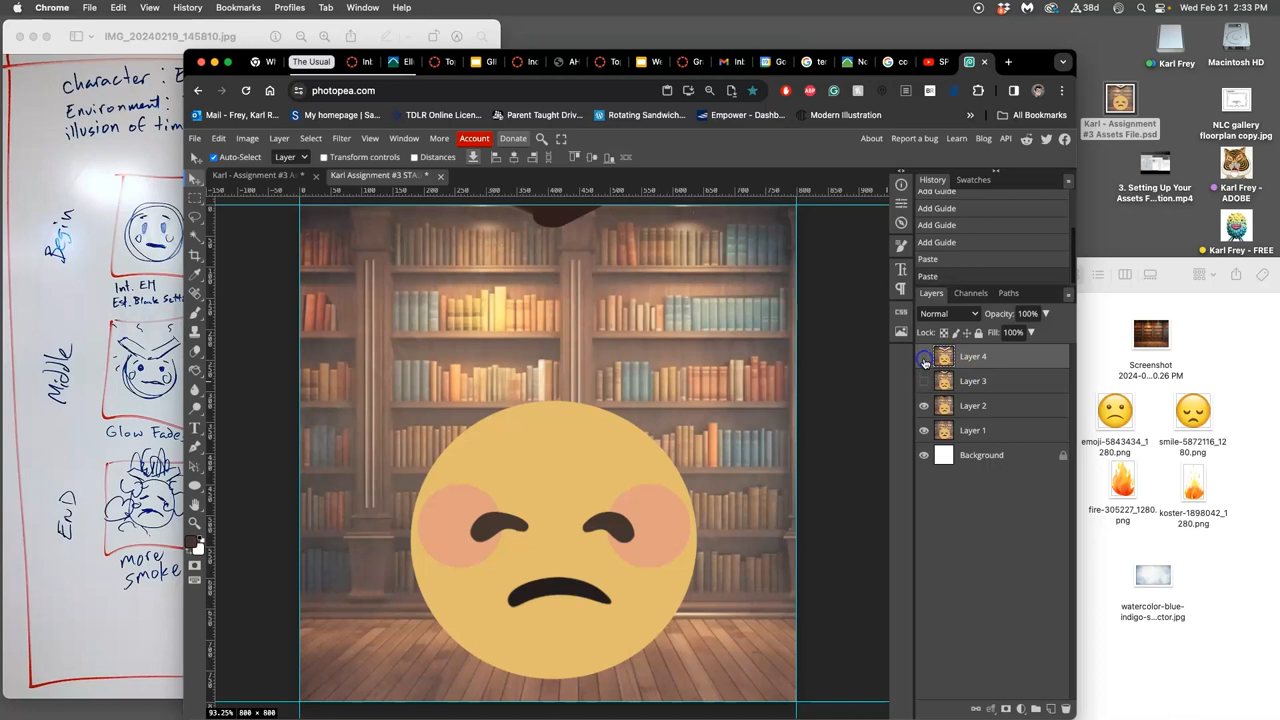 Chrome File Edit View History Bookmarks Profiles Tab Window Help
38d
Wed Feb 21 2:33 PM
IMG_20240219_145810.jpg
character : E
Environment:
illusion of tim
Begin
Int. EM
Est. Blank Sett
Middle
Glow Fade
END
more
smoke
The Usual
photopea.com
Mail - Frey, Karl R...
My homepage | Sa...
TDLR Online Licen...
Parent Taught Driv...
Rotating Sandwich...
Empower - Dashb...
Modern Illustration
All Bookmarks
File Edit Image Layer Select Filter View Window More Account Donate
About Report a bug Learn Blog API
Auto-Select Layer Transform controls Distances
Karl - Assignment #3 A... *
Karl Assignment #3 STA... *
History Swatches
Add Guide
Add Guide
Add Guide
Add Guide
Paste
Paste
Layers Channels Paths
Normal Opacity: 100%
Lock: Fill: 100%
Layer 4
Layer 3
Layer 2
Layer 1
Background
93.25% 800 x 800
CSS
Karl Frey
Macintosh HD
Karl - Assignment
#3 Assets File.psd
NLC gallery
floorplan copy.jpg
3. Setting Up Your
Assets F...tion.mp4
Karl Frey -
ADOBE
Karl Frey - FREE
Screenshot
2024-0...0.26 PM
emoji-5843434_1
280.png
smile-5872116_12
80.png
fire-305227_1280.
png
koster-1898042_1
280.png
watercolor-blue-
indigo-s...ctor.jpg